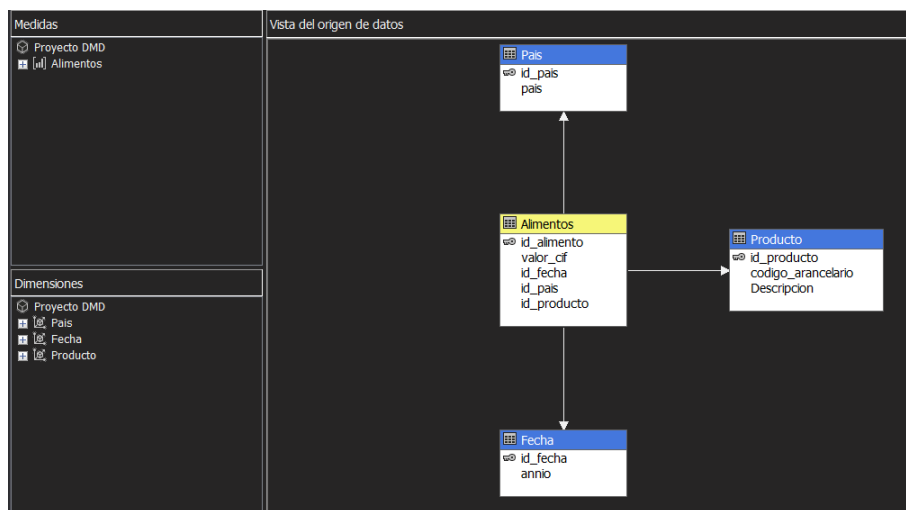 Medidas
Proyecto DMD
Alimentos
Dimensiones
Proyecto DMD
Pais
Fecha
Producto
Vista del origen de datos
Pais
id_pais
pais
Alimentos
id_alimento
valor_cif
id_fecha
id_pais
id_producto
Producto
id_producto
codigo_arancelario
Descripcion
Fecha
id_fecha
annio